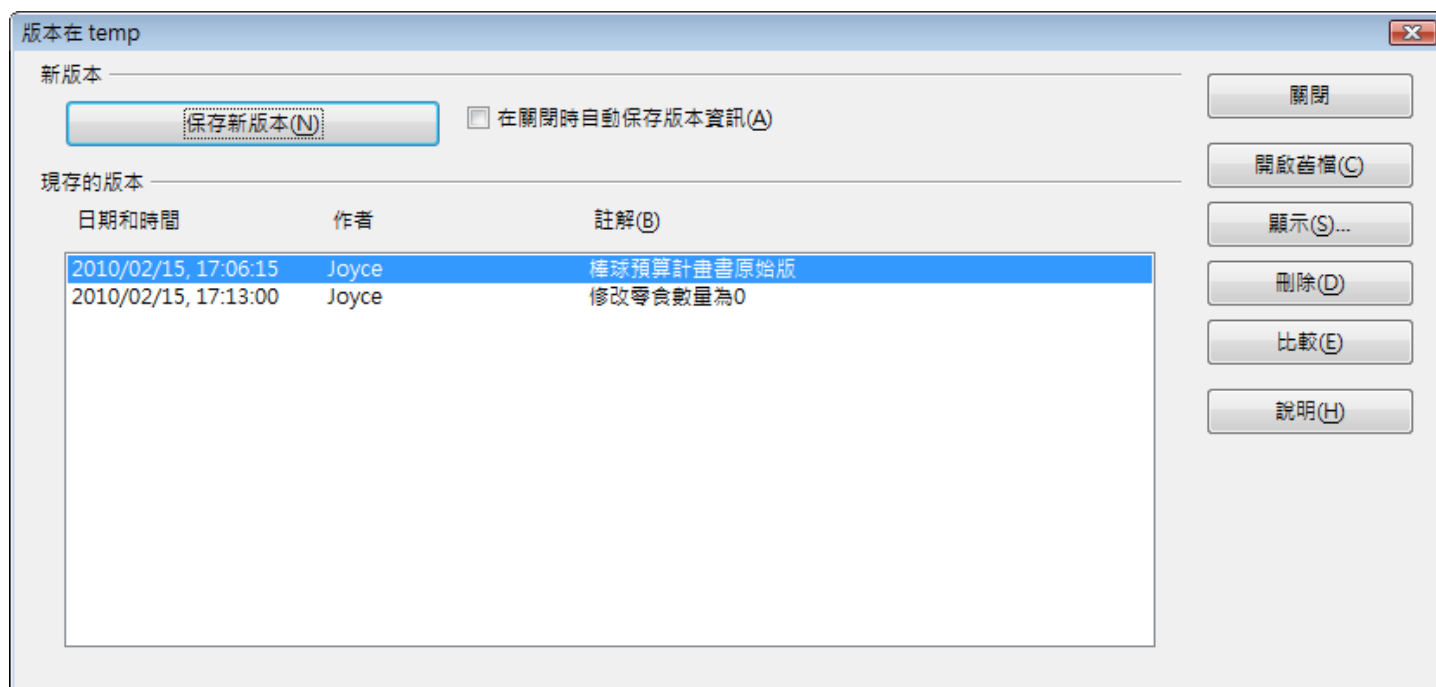 版本在 temp
新版本
保存新版本(N)
在關閉時自動保存版本資訊(A)
現存的版本
日期和時間 作者 註解(B)
2010/02/15, 17:06:15 Joyce 棒球預算計畫書原始版
2010/02/15, 17:13:00 Joyce 修改零食數量為0
關閉
開啟舊檔(C)
顯示(S)...
刪除(D)
比較(E)
說明(H)